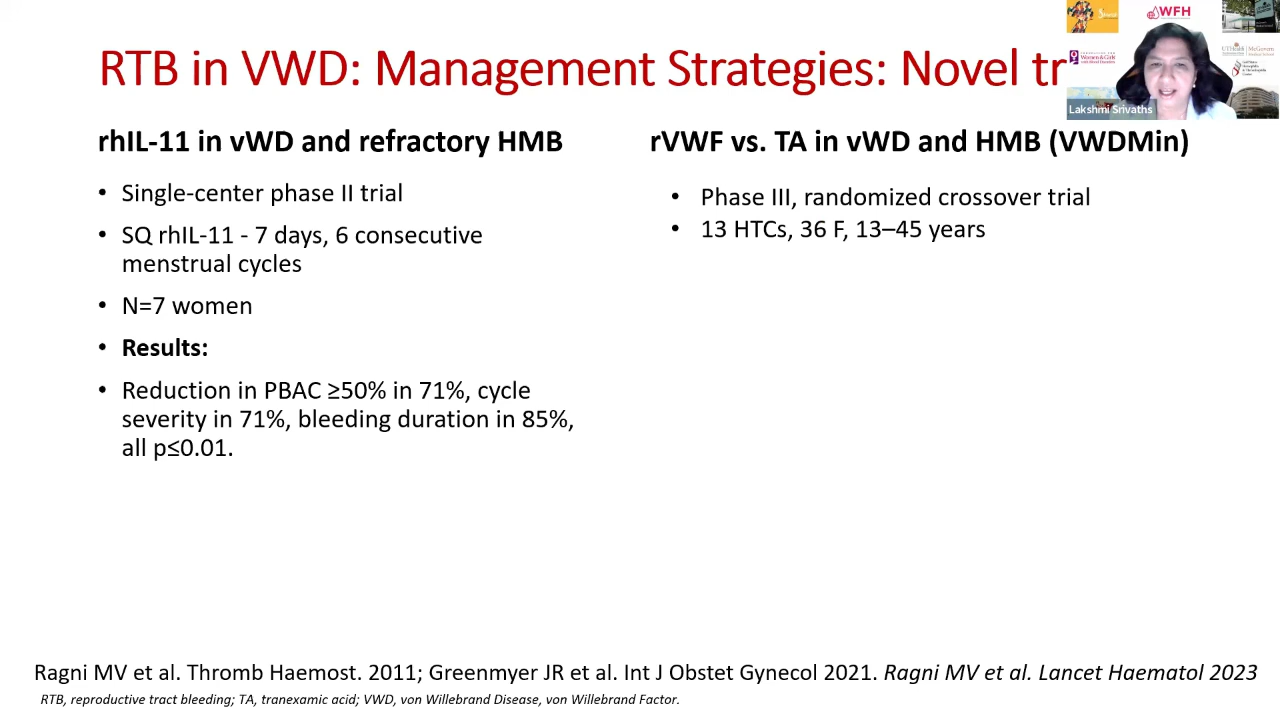 RTB in VWD: Management Strategies: Novel tr
WFH
Lakshmi Srivaths
rhIL-11 in vWD and refractory HMB
• Single-center phase II trial
• SQ rhIL-11 - 7 days, 6 consecutive
menstrual cycles
• N=7 women
• Results:
• Reduction in PBAC ≥50% in 71%, cycle
severity in 71%, bleeding duration in 85%,
all p≤0.01.
rVWF vs. TA in vWD and HMB (VWDMin)
• Phase III, randomized crossover trial
• 13 HTCs, 36 F, 13–45 years
Ragni MV et al. Thromb Haemost. 2011; Greenmyer JR et al. Int J Obstet Gynecol 2021. Ragni MV et al. Lancet Haematol 2023
RTB, reproductive tract bleeding; TA, tranexamic acid; VWD, von Willebrand Disease, von Willebrand Factor.